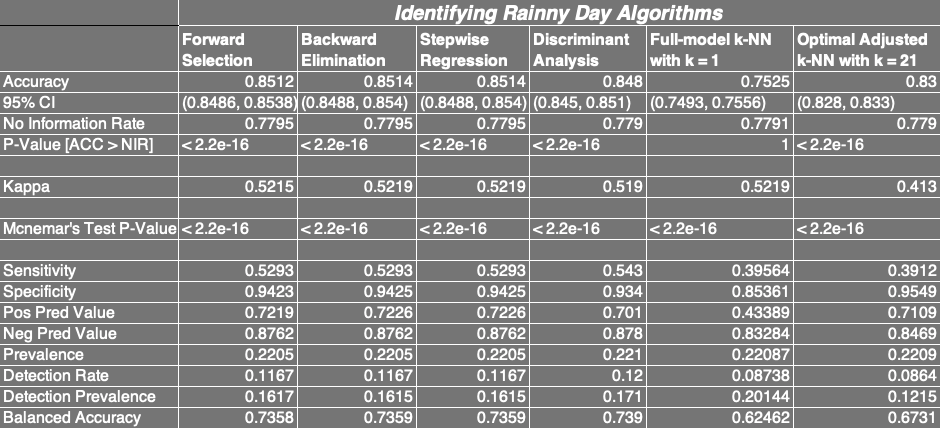 Identifying Rainny Day Algorithms
Forward Selection Backward Elimination Stepwise Regression Discriminant Analysis Full-model k-NN with k = 1 Optimal Adjusted k-NN with k = 21
Accuracy 0.8512 0.8514 0.8514 0.848 0.7525 0.83
95% CI (0.8486, 0.8538) (0.8488, 0.854) (0.8488, 0.854) (0.845, 0.851) (0.7493, 0.7556) (0.828, 0.833)
No Information Rate 0.7795 0.7795 0.7795 0.779 0.7791 0.779
P-Value [ACC > NIR] < 2.2e-16 < 2.2e-16 < 2.2e-16 < 2.2e-16 1 < 2.2e-16
Kappa 0.5215 0.5219 0.5219 0.519 0.5219 0.413
Mcnemar's Test P-Value < 2.2e-16 < 2.2e-16 < 2.2e-16 < 2.2e-16 < 2.2e-16 < 2.2e-16
Sensitivity 0.5293 0.5293 0.5293 0.543 0.39564 0.3912
Specificity 0.9423 0.9425 0.9425 0.934 0.85361 0.9549
Pos Pred Value 0.7219 0.7226 0.7226 0.701 0.43389 0.7109
Neg Pred Value 0.8762 0.8762 0.8762 0.878 0.83284 0.8469
Prevalence 0.2205 0.2205 0.2205 0.221 0.22087 0.2209
Detection Rate 0.1167 0.1167 0.1167 0.12 0.08738 0.0864
Detection Prevalence 0.1617 0.1615 0.1615 0.171 0.20144 0.1215
Balanced Accuracy 0.7358 0.7359 0.7359 0.739 0.62462 0.6731